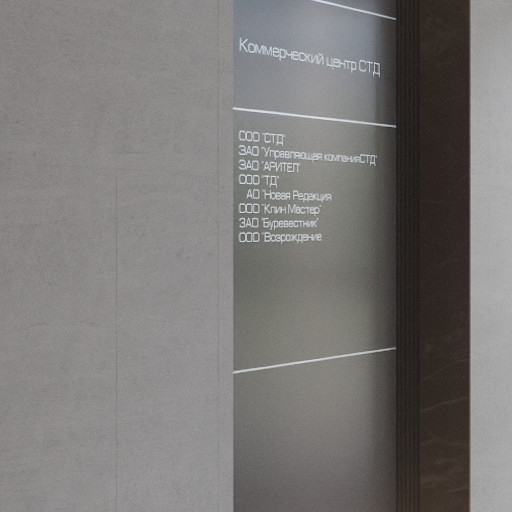 Коммерческий центр СТД
ООО "СТД"
ЗАО "Управляющая компанияСТД"
ЗАО "АРИТЕЛ"
ООО "ТД"
АО "Новая Редакция
ООО "Клин Мастер"
ЗАО "Буревестник"
ООО "Возрождение